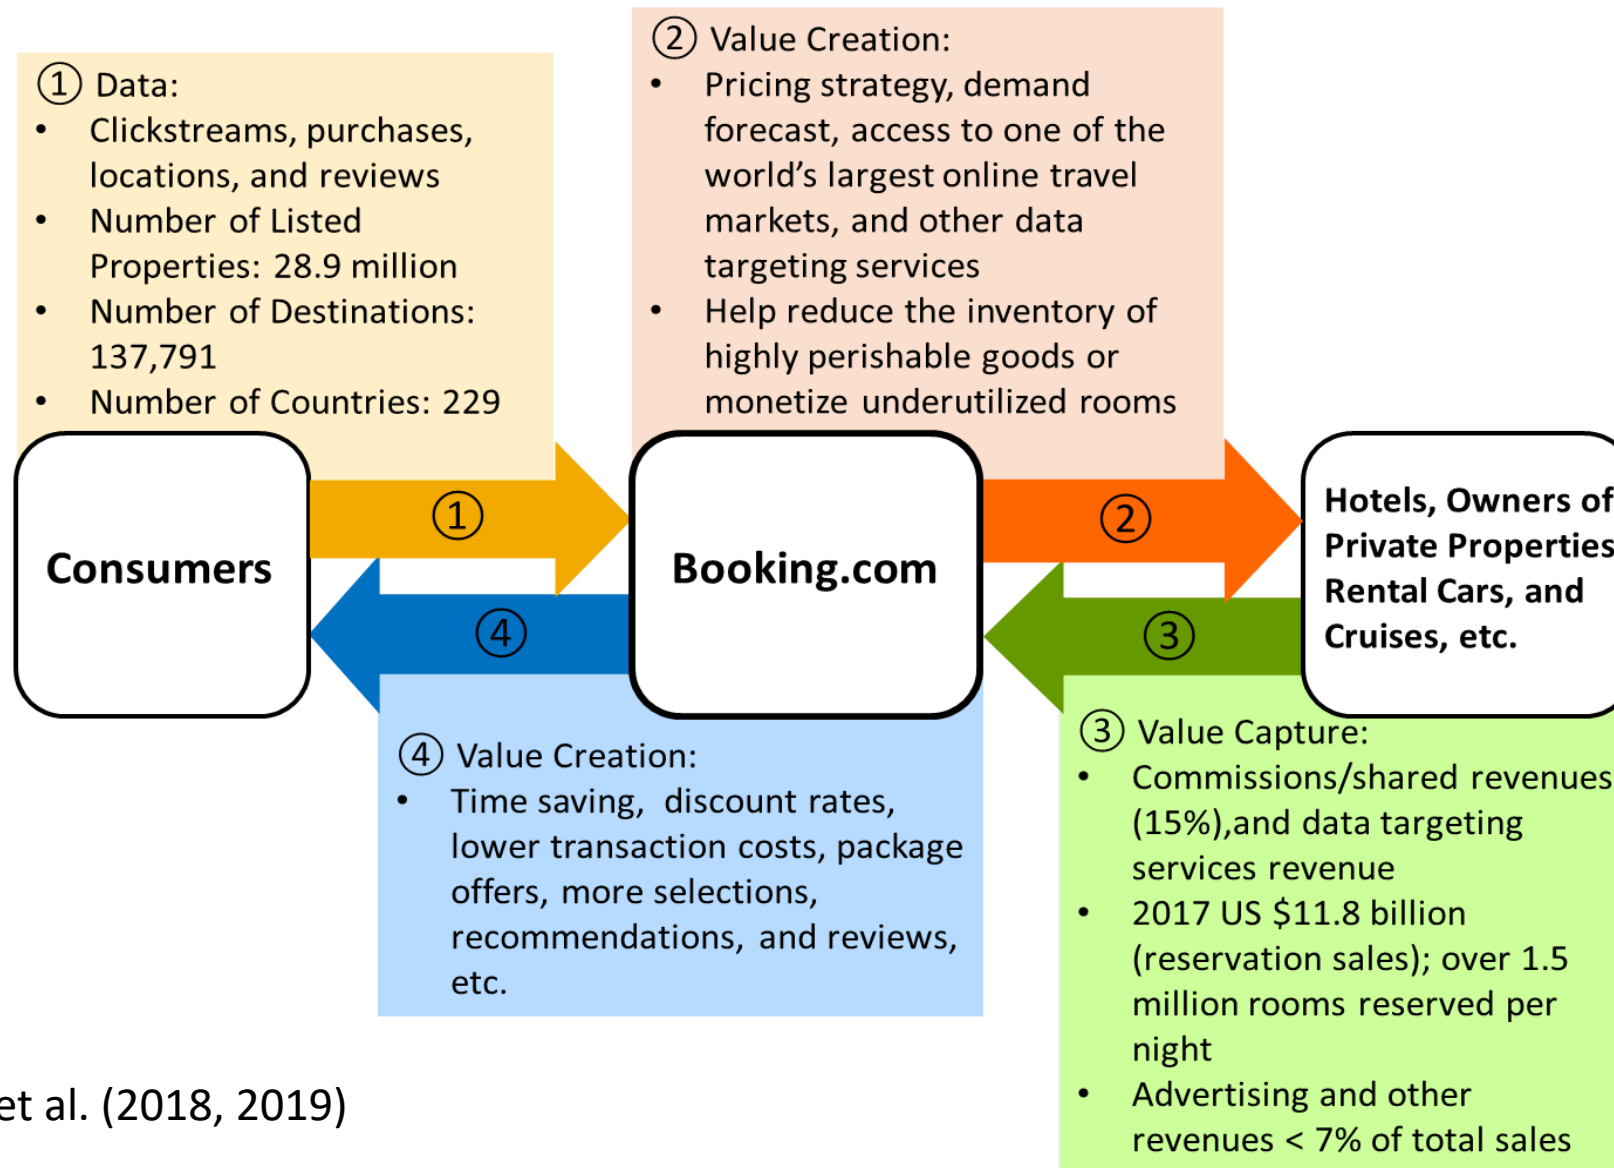 ① Data:
• Clickstreams, purchases,
locations, and reviews
• Number of Listed
Properties: 28.9 million
• Number of Destinations:
137,791
• Number of Countries: 229
② Value Creation:
• Pricing strategy, demand
forecast, access to one of the
world’s largest online travel
markets, and other data
targeting services
• Help reduce the inventory of
highly perishable goods or
monetize underutilized rooms
Consumers
①
④
Booking.com
②
③
Hotels, Owners of
Private Properties
Rental Cars, and
Cruises, etc.
④ Value Creation:
• Time saving, discount rates,
lower transaction costs, package
offers, more selections,
recommendations, and reviews,
etc.
③ Value Capture:
• Commissions/shared revenues
(15%),and data targeting
services revenue
• 2017 US $11.8 billion
(reservation sales); over 1.5
million rooms reserved per
night
• Advertising and other
revenues < 7% of total sales
et al. (2018, 2019)